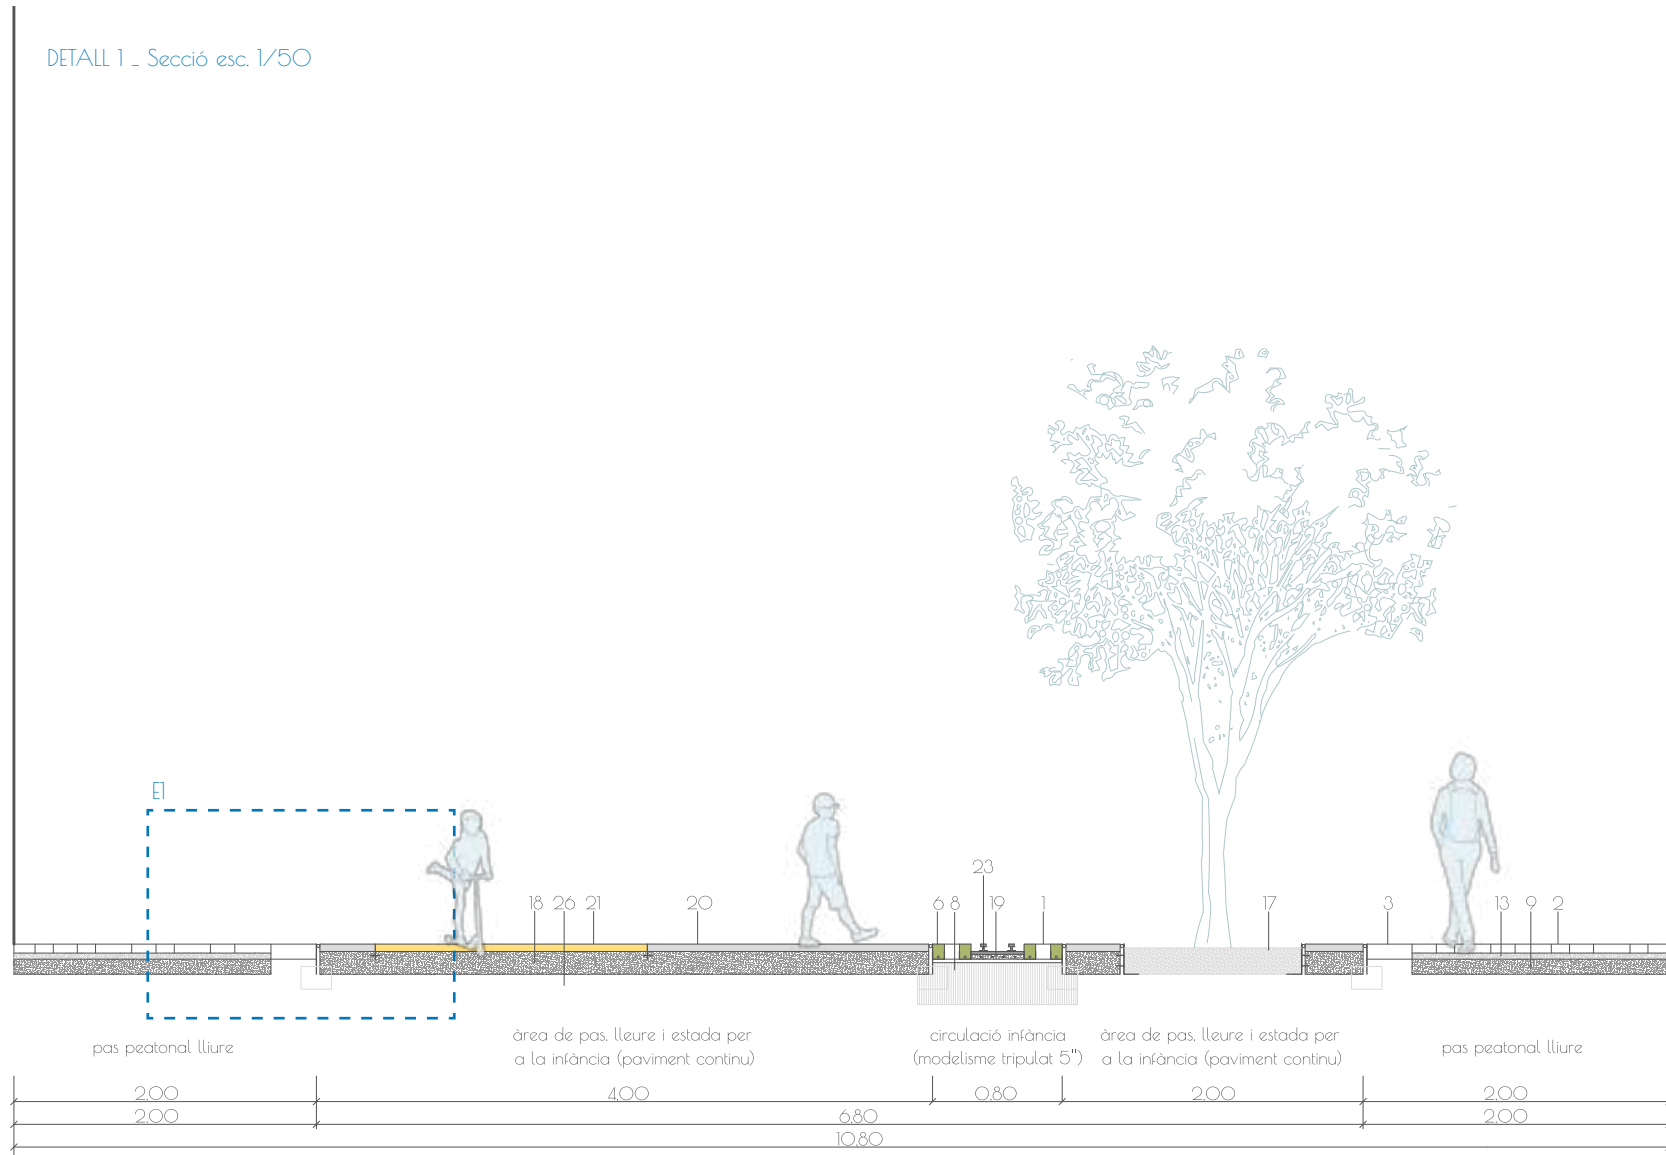 DETALL 1 _ Secció esc. 1/50
E1
23
18 26 21 20 6 8 19 1 17 3 13 9 2
pas peatonal lliure
àrea de pas, lleure i estada per
a la infància (paviment continu)
circulació infància
(modelisme tripulat 5")
àrea de pas, lleure i estada per
a la infància (paviment continu)
pas peatonal lliure
2,00 4,00 0,80 2,00 2,00
2,00 6,80 2,00
10,80